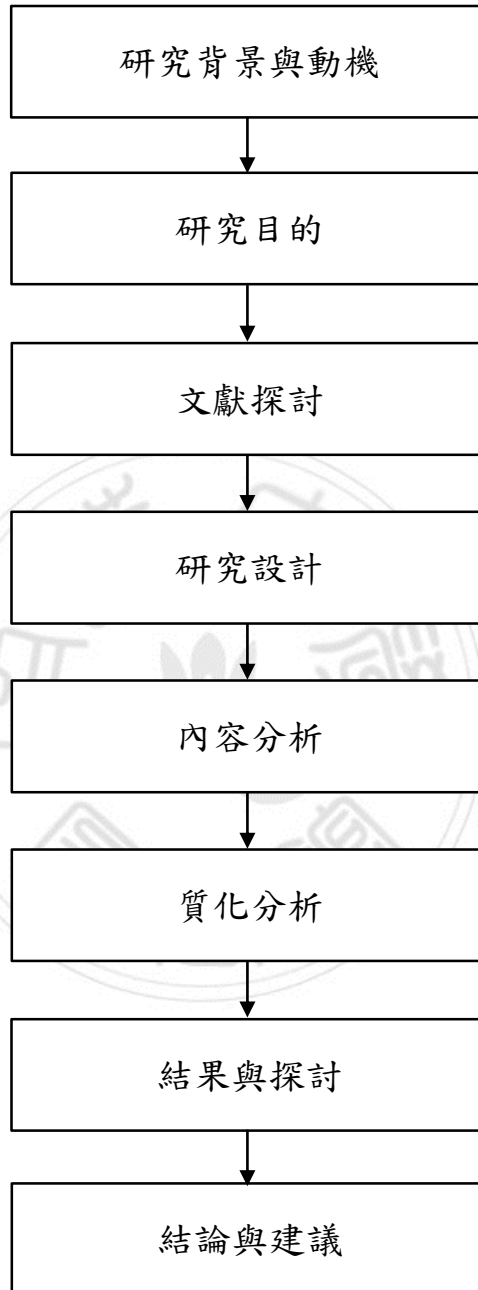 研究背景與動機
研究目的
文獻探討
研究設計
內容分析
質化分析
結果與探討
結論與建議